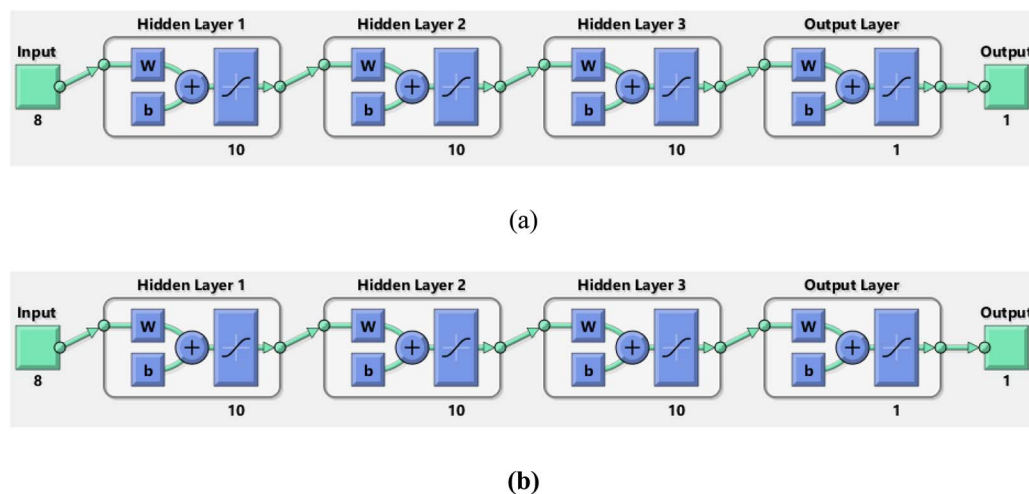 Hidden Layer 1 Hidden Layer 2 Hidden Layer 3 Output Layer
Input Output
W W W W
b b b b
8 1
10 10 10 1
(a)
Hidden Layer 1 Hidden Layer 2 Hidden Layer 3 Output Layer
Input Output
W W W W
b b b b
8 1
10 10 10 1
(b)